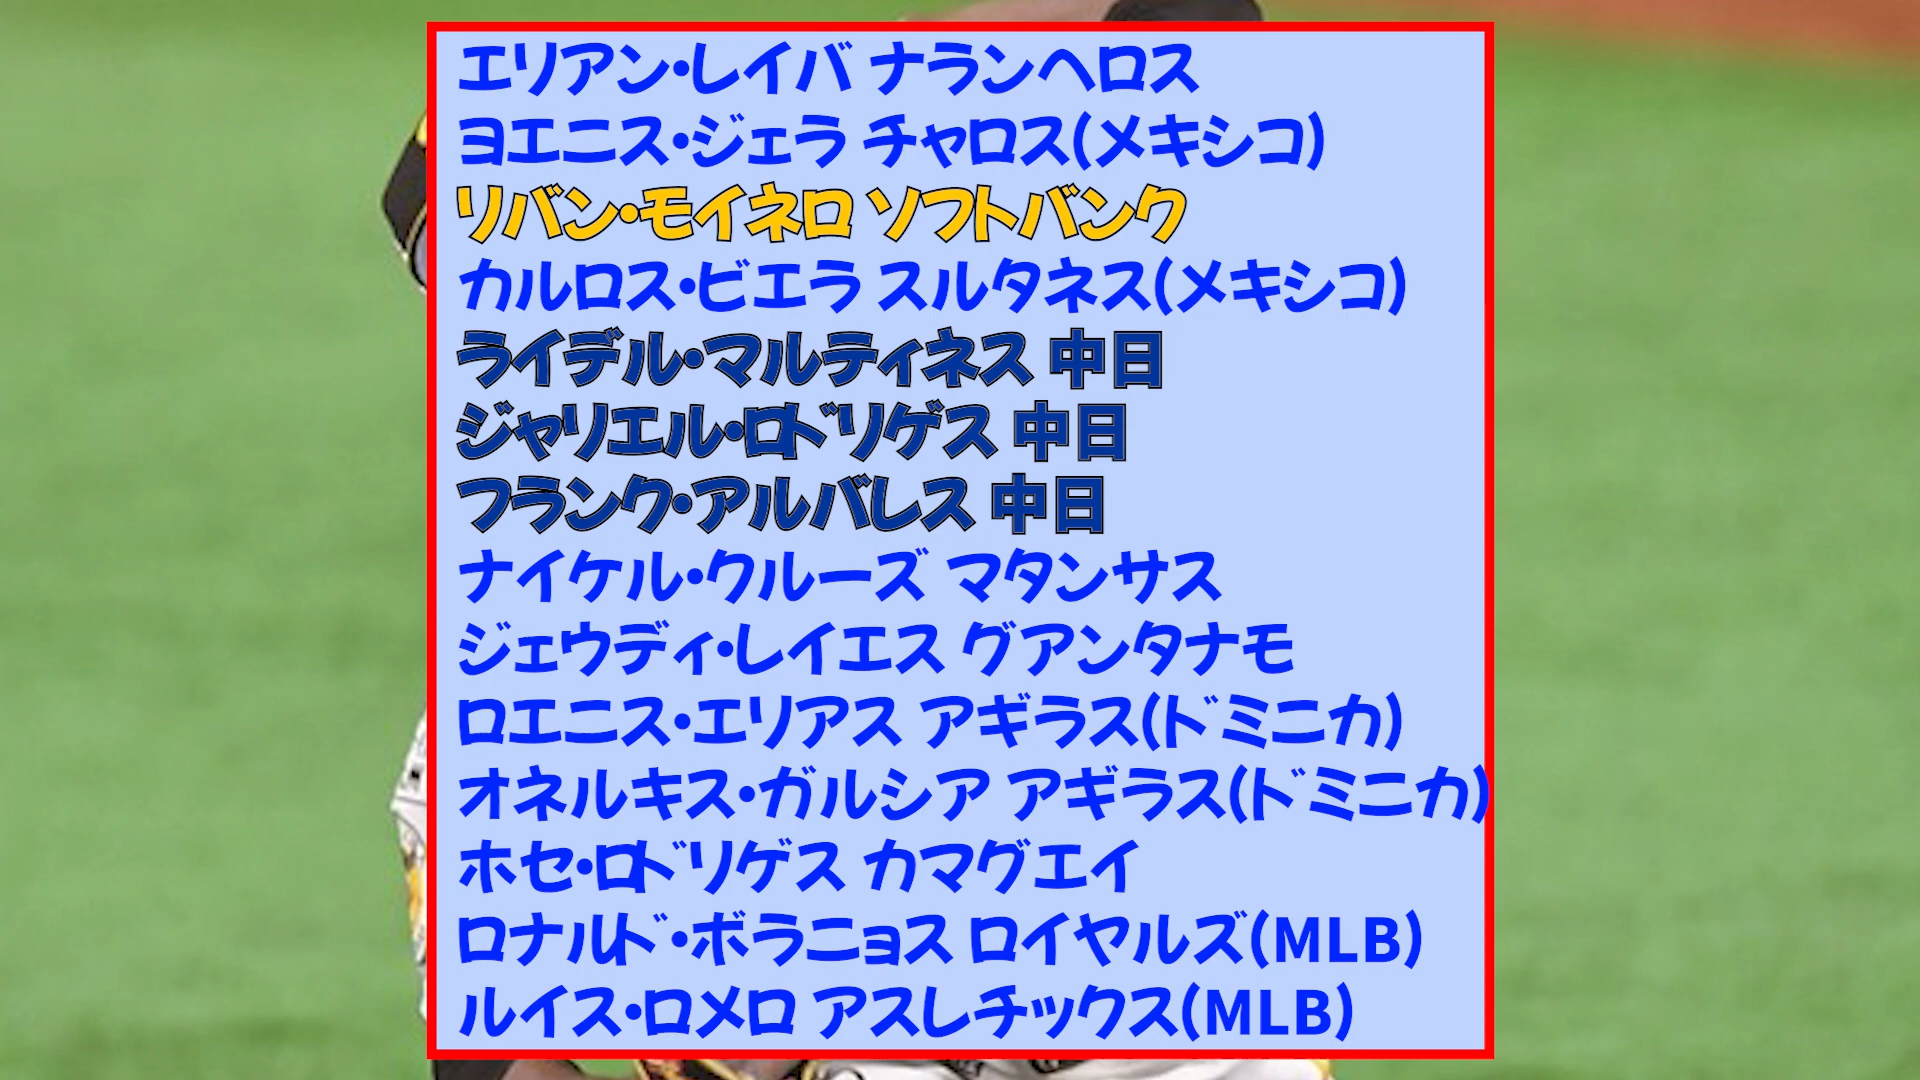 エリアン・レイバ ナランヘロス
ヨエニス・ジェラ チャロス(メキシコ)
リバン・モイネロ ソフトバンク
カルロス・ビエラ スルタネス(メキシコ)
ライデル・マルティネス 中日
ジャリエル・ロドリゲス 中日
フランク・アルバレス 中日
ナイケル・クルーズ マタンサス
ジェウディ・レイエス グアンタナモ
ロエニス・エリアス アギラス(ドミニカ)
オネルキス・ガルシア アギラス(ドミニカ)
ホセ・ロドリゲス カマグエイ
ロナルド・ボラニョス ロイヤルズ(MLB)
ルイス・ロメロ アスレチックス(MLB)